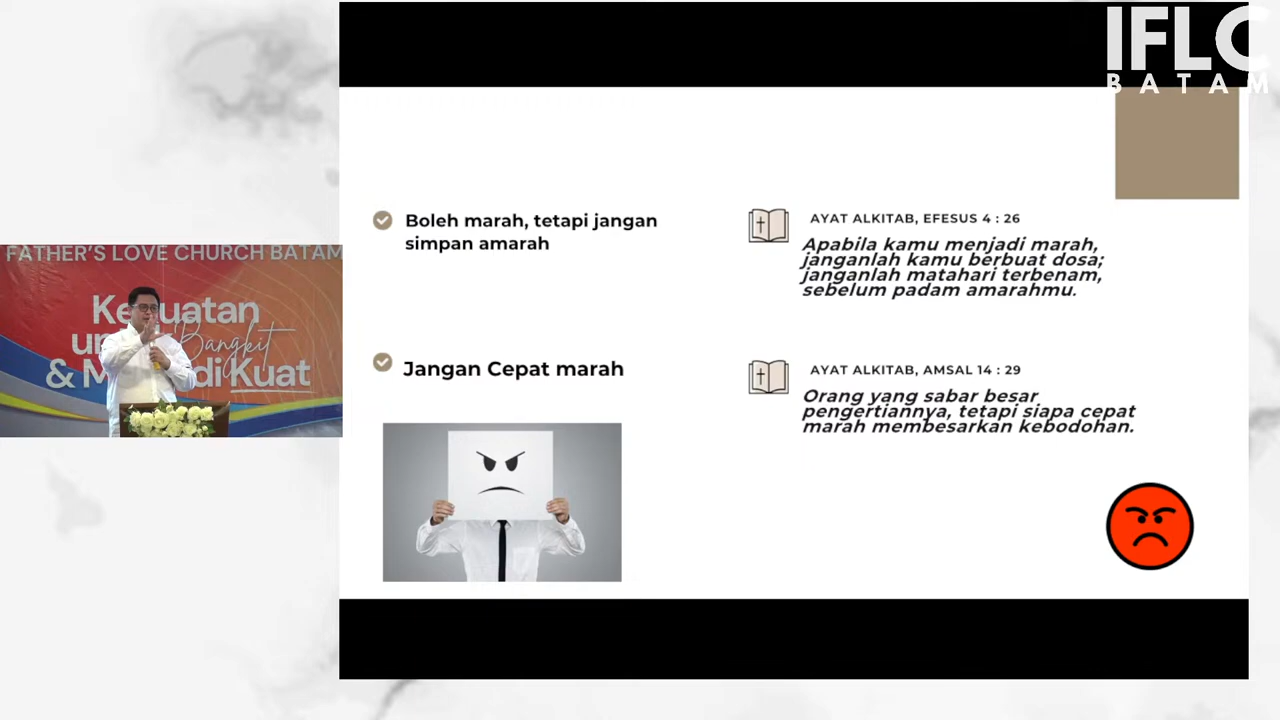 IFLC
BATAM
FATHER'S LOVE CHURCH BATAM
Bangkit
&
Kuat
Boleh marah, tetapi jangan
simpan amarah
AYAT ALKITAB, EFESUS 4 : 26
Apabila kamu menjadi marah,
janganlah kamu berbuat dosa;
janganlah matahari terbenam,
sebelum padam amarahmu.
Jangan Cepat marah
AYAT ALKITAB, AMSAL 14 : 29
Orang yang sabar besar
pengertiannya, tetapi siapa cepat
marah membesarkan kebodohan.